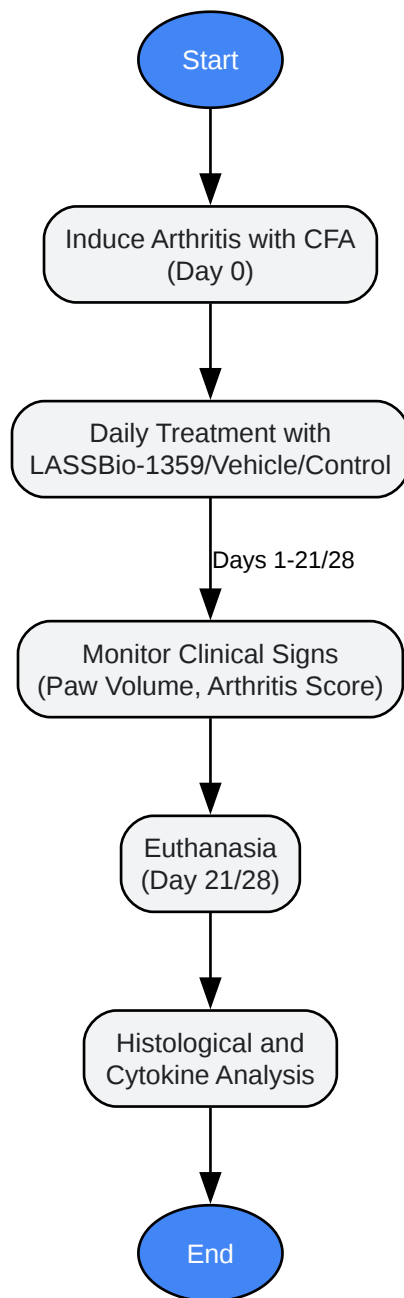 Start
Induce Arthritis with CFA
(Day 0)
Daily Treatment with
LASSBio-1359/Vehicle/Control
Days 1-21/28
Monitor Clinical Signs
(Paw Volume, Arthritis Score)
Euthanasia
(Day 21/28)
Histological and
Cytokine Analysis
End